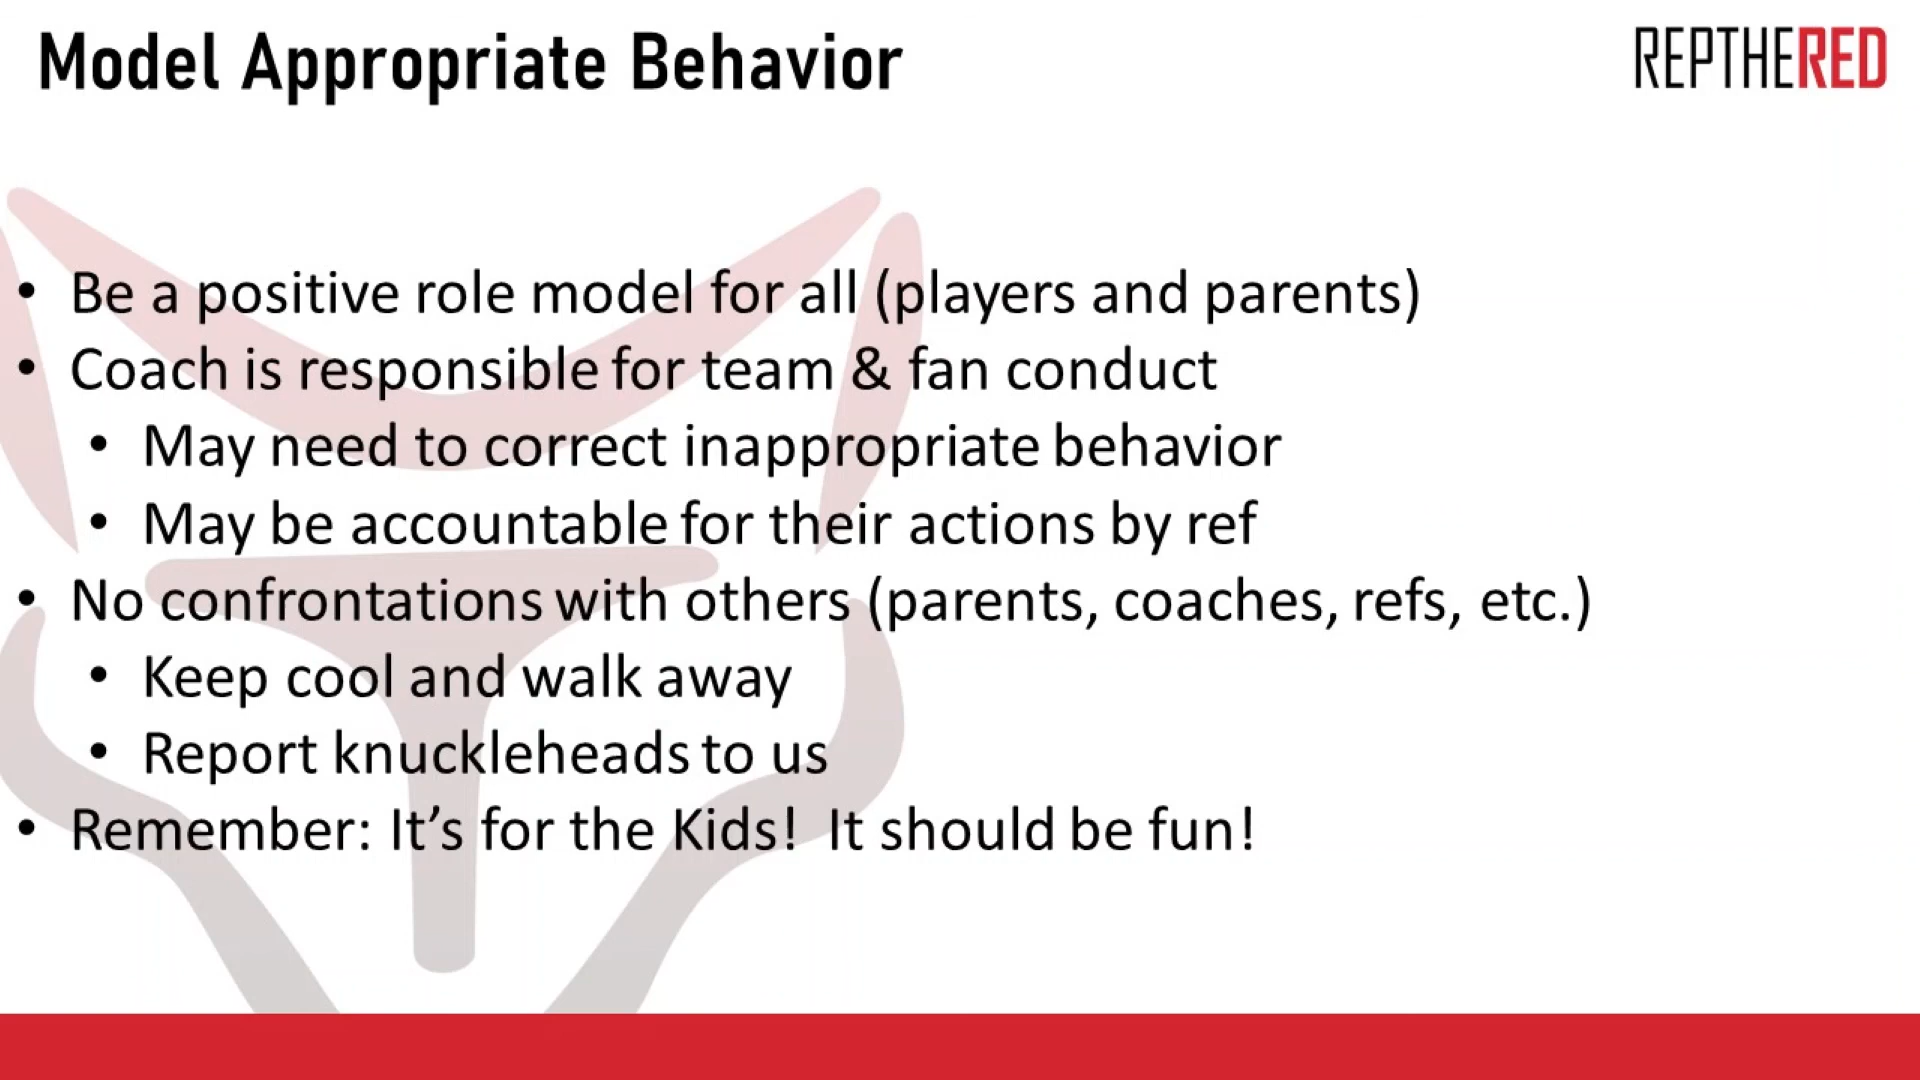 Model Appropriate Behavior
REPTHERED
• Be a positive role model for all (players and parents)
• Coach is responsible for team & fan conduct
• May need to correct inappropriate behavior
• May be accountable for their actions by ref
• No confrontations with others (parents, coaches, refs, etc.)
• Keep cool and walk away
• Report knuckleheads to us
• Remember: It’s for the Kids!  It should be fun!